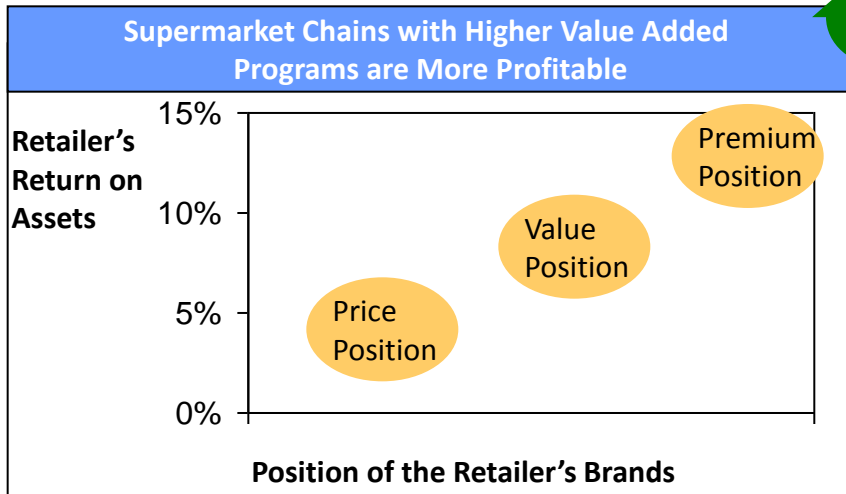 Supermarket Chains with Higher Value Added
Programs are More Profitable
Retailer’s
Return on
Assets
15%
10%
5%
0%
Premium
Position
Value
Position
Price
Position
Position of the Retailer’s Brands